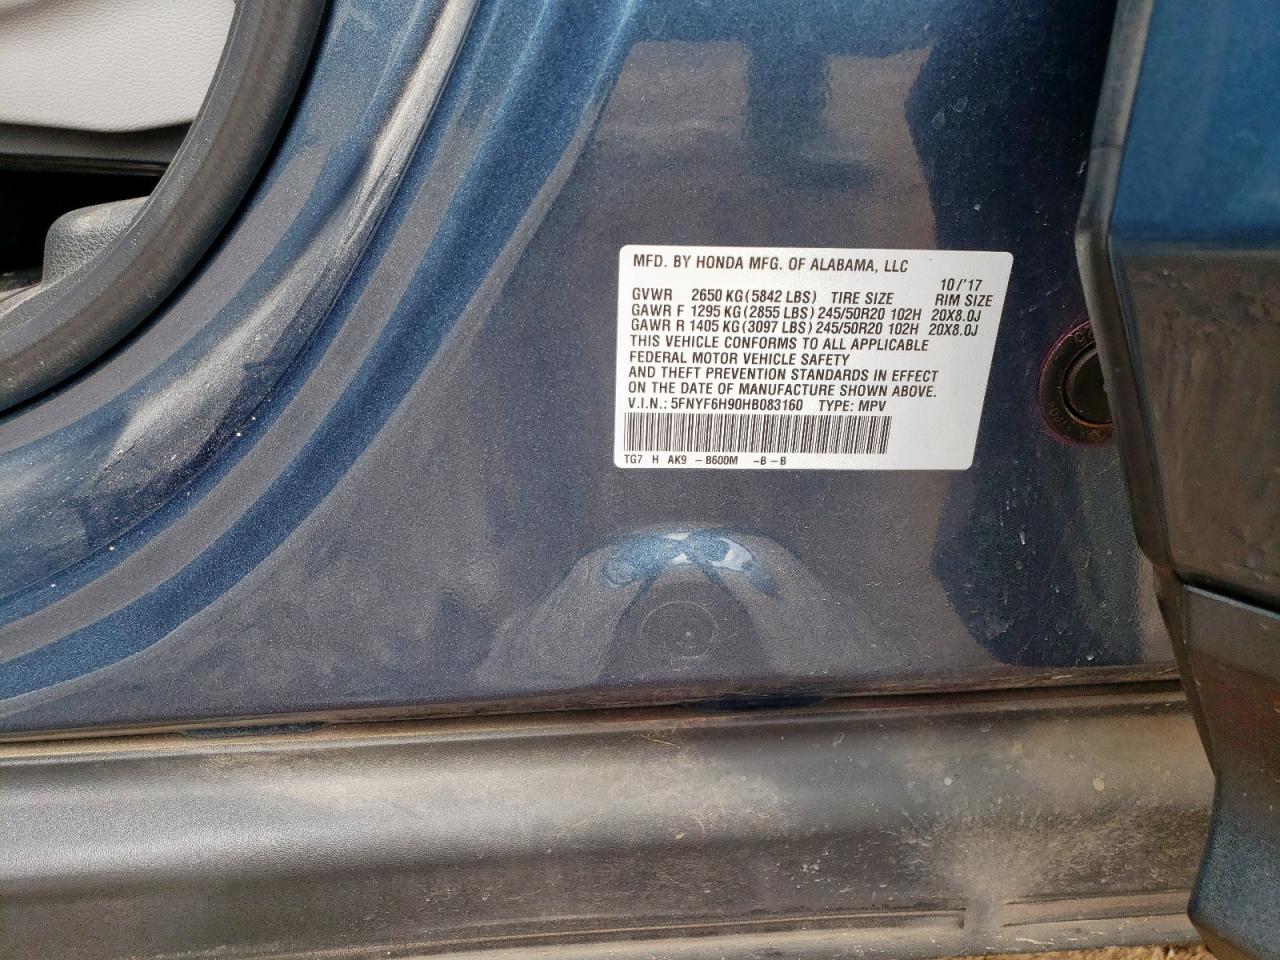 MFD. BY HONDA MFG. OF ALABAMA, LLC 10/'17
GVWR 2650 KG (5842 LBS) TIRE SIZE RIM SIZE
GAWR F 1295 KG (2855 LBS) 245/50R20 102H 20X8.0J
GAWR R 1405 KG (3097 LBS) 245/50R20 102H 20X8.0J
THIS VEHICLE CONFORMS TO ALL APPLICABLE
FEDERAL MOTOR VEHICLE SAFETY
AND THEFT PREVENTION STANDARDS IN EFFECT
ON THE DATE OF MANUFACTURE SHOWN ABOVE.
V.I.N.: 5FNYF6H90HB083160 TYPE: MPV
TG7 H AK9 -B600M -B-B